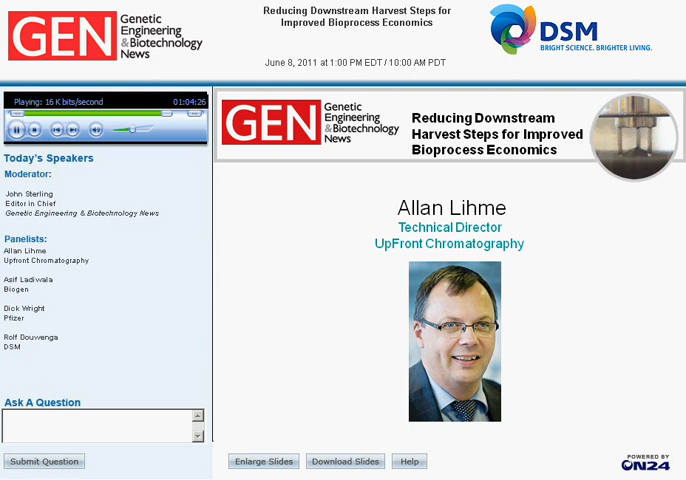 GEN
Genetic
Engineering
&Biotechnology
News
Reducing Downstream Harvest Steps for
Improved Bioprocess Economics
June 8, 2011 at 1:00 PM EDT / 10:00 AM PDT
DSM
BRIGHT SCIENCE. BRIGHTER LIVING.
Playing: 16 K bits/second 01:04:26
Today's Speakers
Moderator:
John Sterling
Editor in Chief
Genetic Engineering & Biotechnology News
Panelists:
Allan Lihme
Upfront Chromatography
Asif Ladiwala
Biogen
Dick Wright
Pfizer
Rolf Douwenga
DSM
Ask A Question
Submit Question
GEN
Genetic
Engineering
&Biotechnology
News
Reducing Downstream
Harvest Steps for Improved
Bioprocess Economics
Allan Lihme
Technical Director
UpFront Chromatography
Enlarge Slides
Download Slides
Help
POWERED BY
ON24